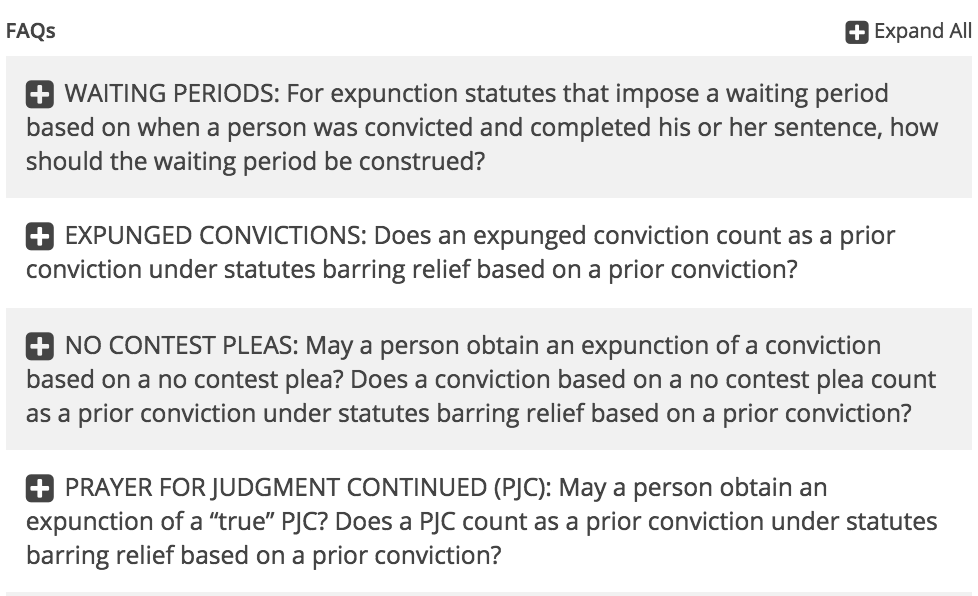 FAQs
Expand All
WAITING PERIODS: For expunction statutes that impose a waiting period
based on when a person was convicted and completed his or her sentence, how
should the waiting period be construed?
EXPUNGED CONVICTIONS: Does an expunged conviction count as a prior
conviction under statutes barring relief based on a prior conviction?
NO CONTEST PLEAS: May a person obtain an expunction of a conviction
based on a no contest plea? Does a conviction based on a no contest plea count
as a prior conviction under statutes barring relief based on a prior conviction?
PRAYER FOR JUDGMENT CONTINUED (PJC): May a person obtain an
expunction of a “true” PJC? Does a PJC count as a prior conviction under statutes
barring relief based on a prior conviction?